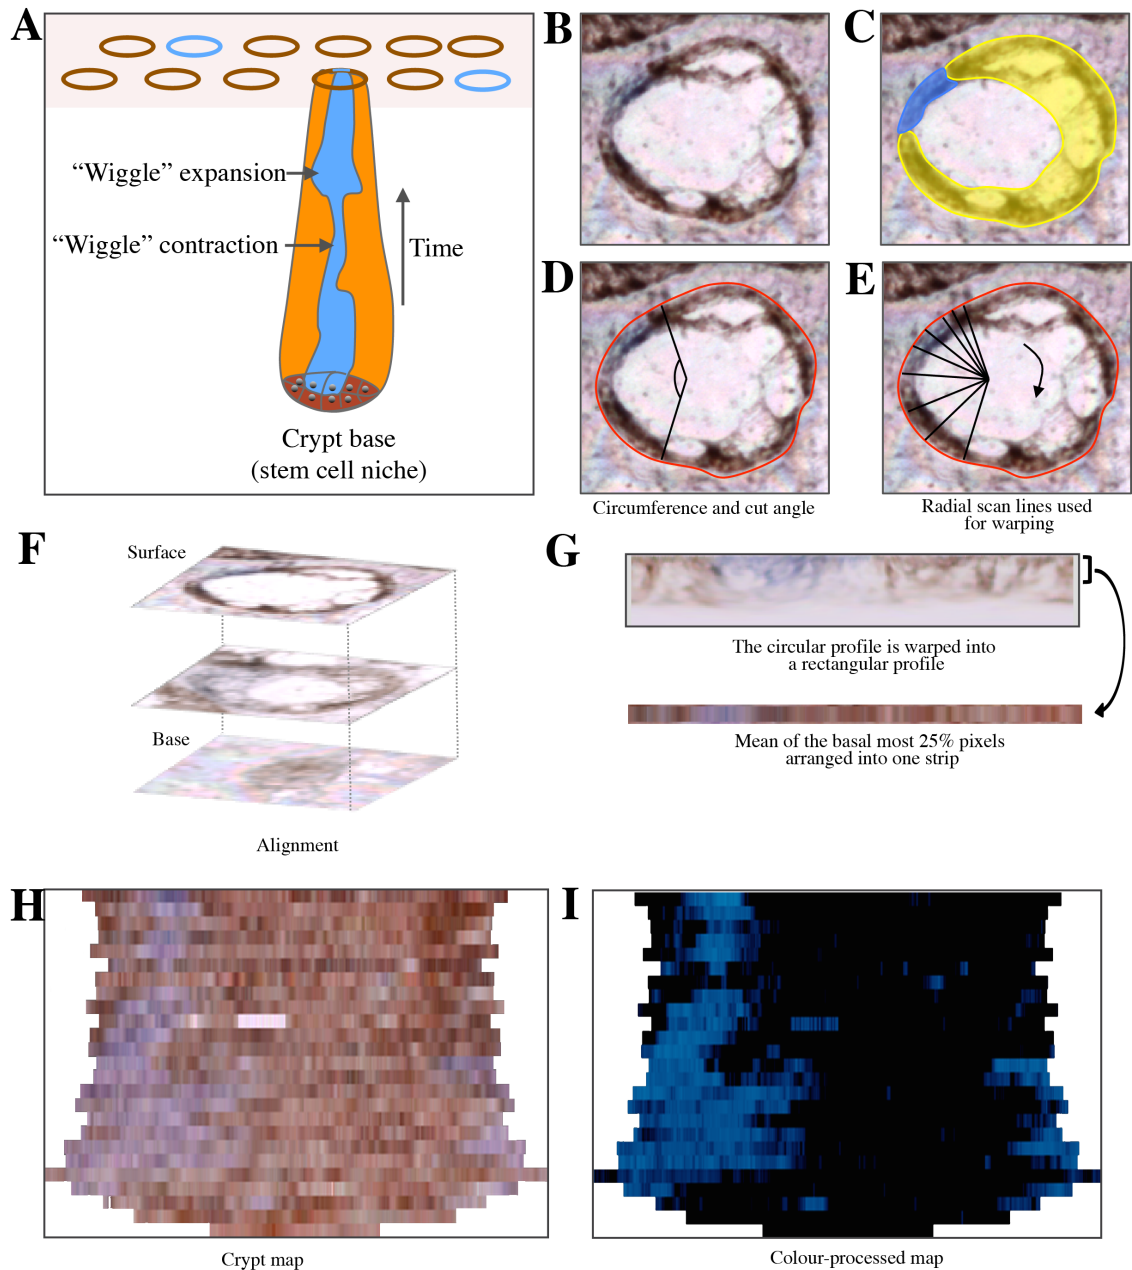 A
B
C
“Wiggle” expansion
“Wiggle” contraction
Time
Crypt base
(stem cell niche)
D
E
Circumference and cut angle
Radial scan lines used
for warping
F
Surface
Base
Alignment
G
The circular profile is warped into
a rectangular profile
Mean of the basal most 25% pixels
arranged into one strip
H
I
Crypt map
Colour-processed map